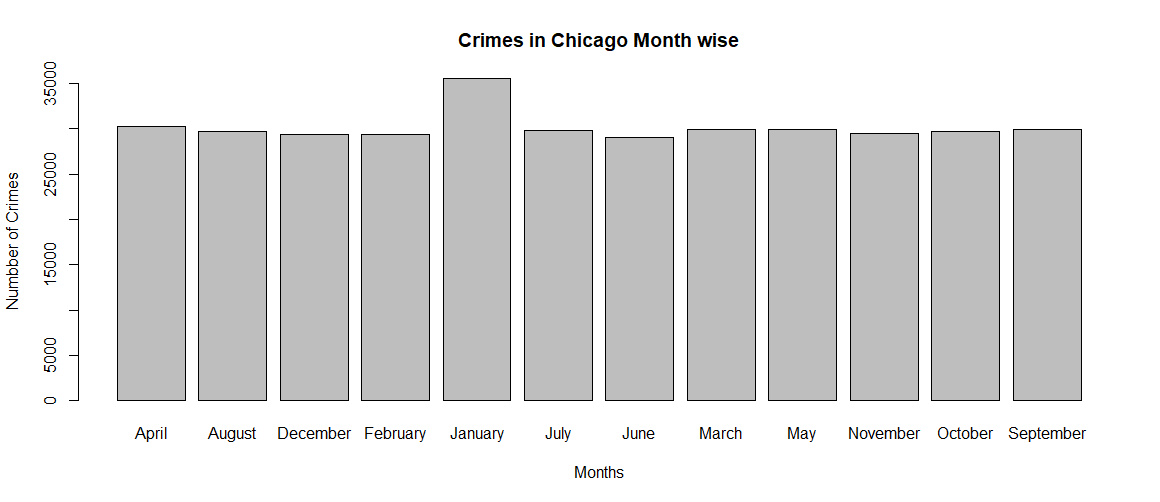 Crimes in Chicago Month wise
Numbber of Crimes
35000
25000
15000
5000
0
April August December February January July June March May November October September
Months